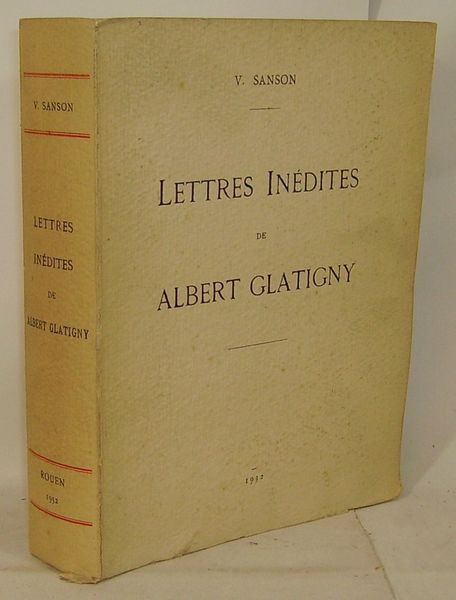 V. SANSON
LETTRES
INÉDITES
DE
ALBERT GLATIGNY
ROUEN
1932
V. SANSON
LETTRES INÉDITES
DE
ALBERT GLATIGNY
1932